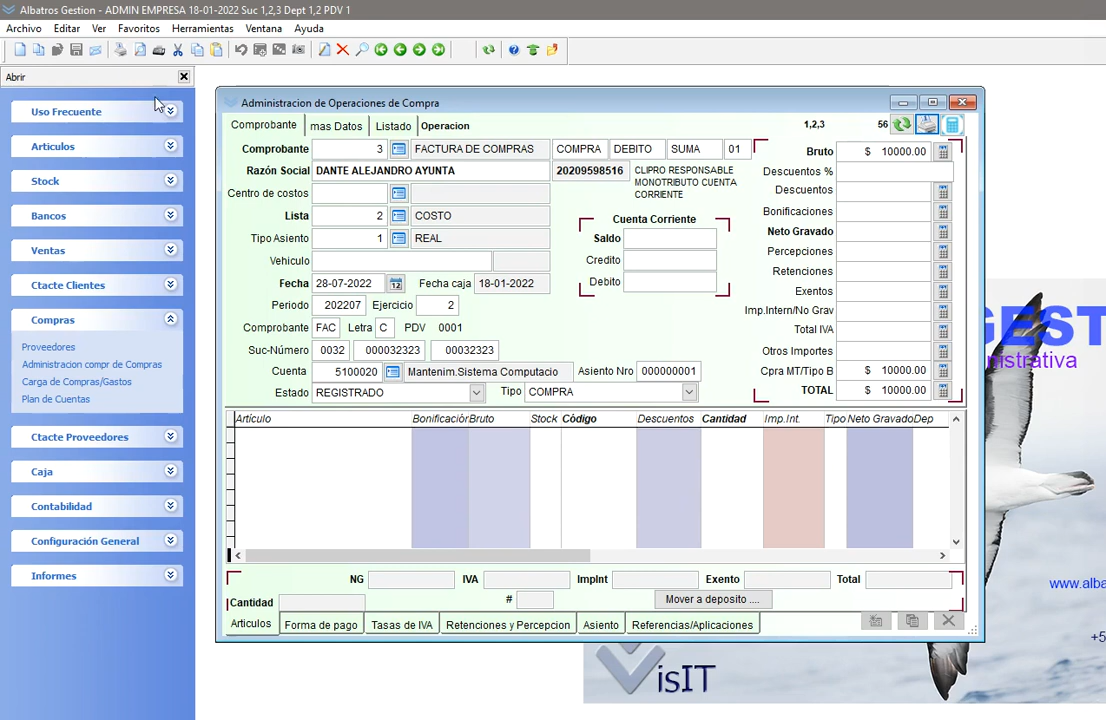 Albatros Gestion - ADMIN EMPRESA 18-01-2022 Suc 1,2,3 Dept 1,2 PDV 1
Archivo Editar Ver Favoritos Herramientas Ventana Ayuda
Abrir
Uso Frecuente
Articulos
Stock
Bancos
Ventas
Ctacte Clientes
Compras
Proveedores
Administracion compr de Compras
Carga de Compras/Gastos
Plan de Cuentas
Ctacte Proveedores
Caja
Contabilidad
Configuración General
Informes
Administracion de Operaciones de Compra
Comprobante mas Datos Listado Operacion 1,2,3 56
Comprobante 3 FACTURA DE COMPRAS COMPRA DEBITO SUMA 01
Razón Social DANTE ALEJANDRO AYUNTA 20209598516 CLIPRO RESPONSABLE
MONOTRIBUTO CUENTA
CORRIENTE
Centro de costos
Lista 2 COSTO
Tipo Asiento 1 REAL
Vehiculo
Fecha 28-07-2022 12 Fecha caja 18-01-2022
Periodo 202207 Ejercicio 2
Comprobante FAC Letra C PDV 0001
Suc-Número 0032 000032323 00032323
Cuenta 5100020 Mantenim.Sistema Computacio Asiento Nro 000000001
Estado REGISTRADO Tipo COMPRA
Cuenta Corriente
Saldo
Credito
Debito
Bruto $ 10000.00
Descuentos %
Descuentos
Bonificaciones
Neto Gravado
Percepciones
Retenciones
Exentos
Imp.Intern/No Grav
Total IVA
Otros Importes
Cpra MT/Tipo B $ 10000.00
TOTAL $ 10000.00
Artículo Bonificación Bruto Stock Código Descuentos Cantidad Imp.Int. Tipo Neto Gravado Dep
NG IVA ImpInt Exento Total
Cantidad # Mover a deposito ....
Articulos Forma de pago Tasas de IVA Retenciones y Percepcion Asiento Referencias/Aplicaciones
GEST
nistrativa
www.alba
+5
VisIT